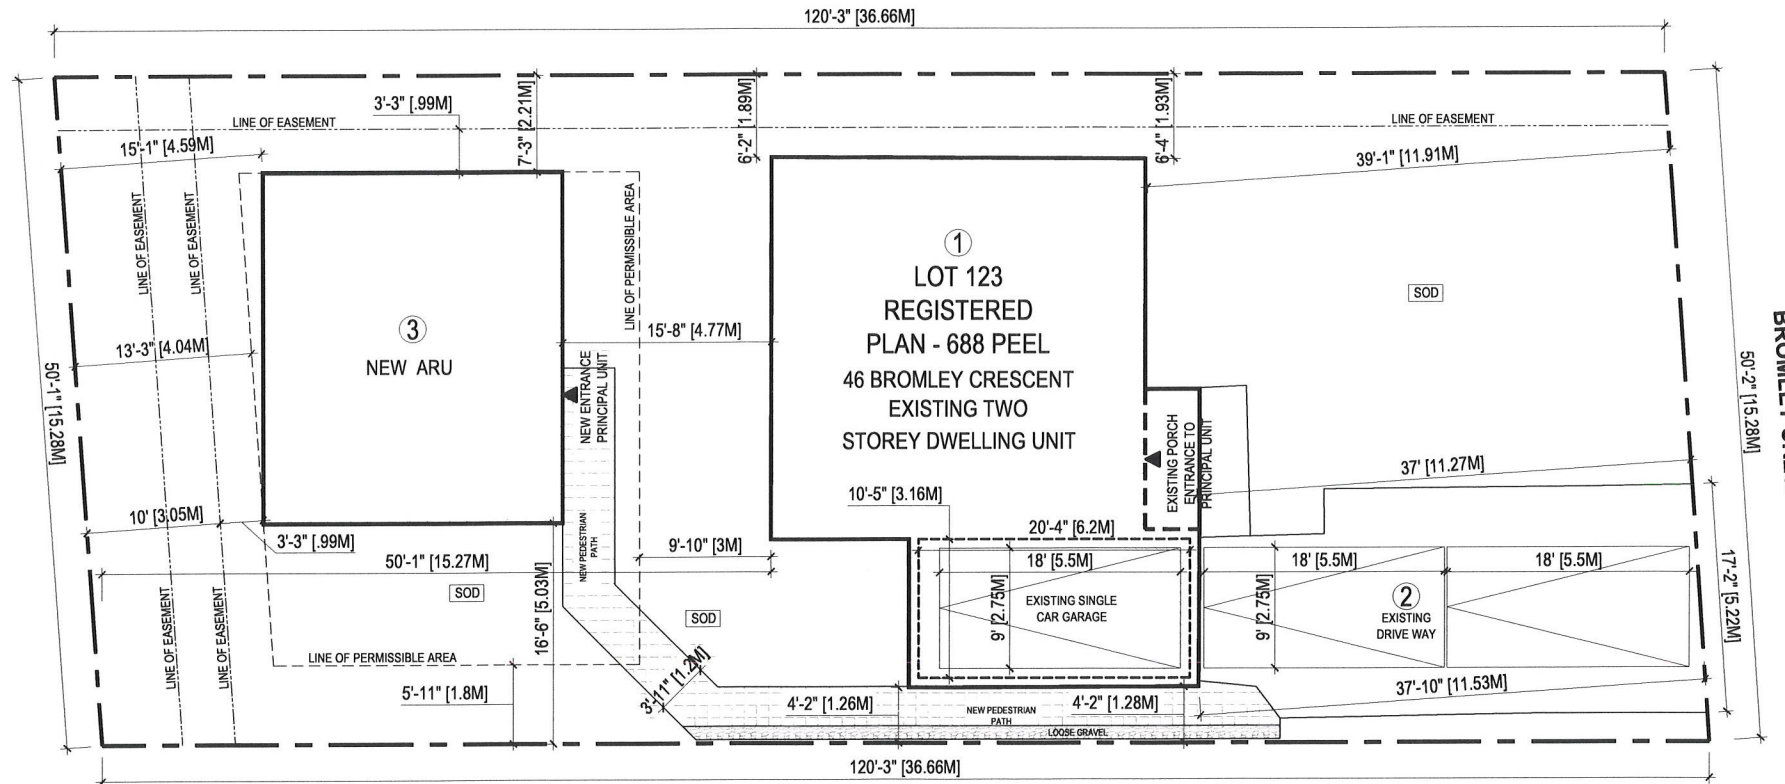 120'-3" [36.66M]
3'-3" [.99M]
7'-3" [2.21M]
6'-2" [1.89M]
6'-4" [1.93M]
LINE OF EASEMENT
LINE OF EASEMENT
15'-1" [4.59M]
39'-1" [11.91M]
LINE OF EASEMENT
LINE OF EASEMENT
LINE OF PERMISSIBLE AREA
1
LOT 123
REGISTERED
PLAN - 688 PEEL
46 BROMLEY CRESCENT
EXISTING TWO
STOREY DWELLING UNIT
SOD
3
NEW ARU
15'-8" [4.77M]
13'-3" [4.04M]
50'-1" [15.28M]
50'-2" [15.28M]
NEW ENTRANCE
PRINCIPAL UNIT
EXISTING PORCH
ENTRANCE TO
PRINCIPAL UNIT
37' [11.27M]
10'-5" [3.16M]
10' [3.05M]
3'-3" [.99M]
NEW PEDESTRIAN
PATH
9'-10" [3M]
20'-4" [6.2M]
50'-1" [15.27M]
18' [5.5M]
18' [5.5M]
18' [5.5M]
17'-2" [5.22M]
SOD
SOD
16'-6" [5.03M]
9' [2.75M]
EXISTING SINGLE
CAR GARAGE
9' [2.75M]
2
EXISTING
DRIVE WAY
LINE OF EASEMENT
LINE OF EASEMENT
LINE OF PERMISSIBLE AREA
3'-11" [1.2M]
5'-11" [1.8M]
4'-2" [1.26M]
NEW PEDESTRIAN
PATH
4'-2" [1.28M]
37'-10" [11.53M]
LOOSE GRAVEL
120'-3" [36.66M]